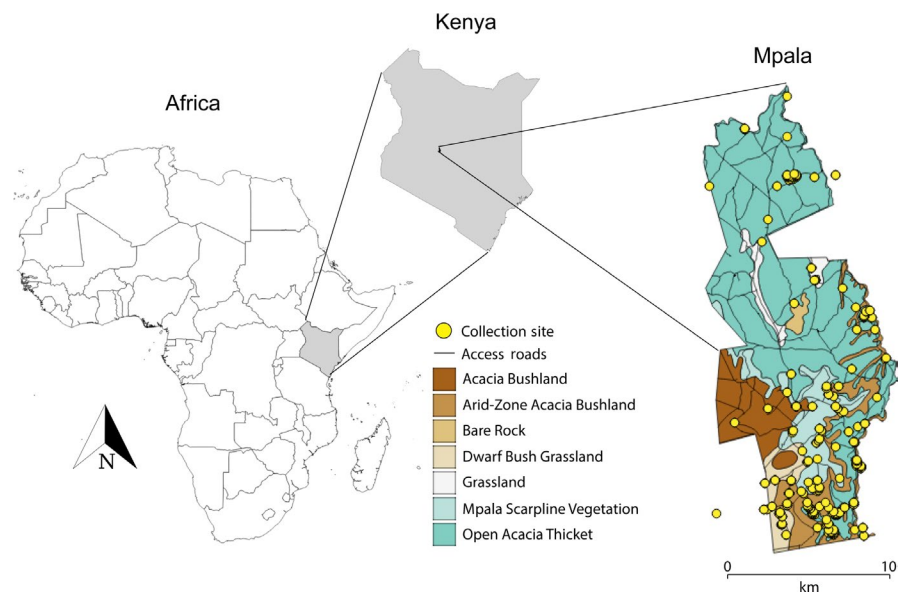 Kenya
Mpala
Africa
Collection site
Access roads
Acacia Bushland
Arid-Zone Acacia Bushland
Bare Rock
Dwarf Bush Grassland
Grassland
Mpala Scarpline Vegetation
Open Acacia Thicket
N
0 10
km